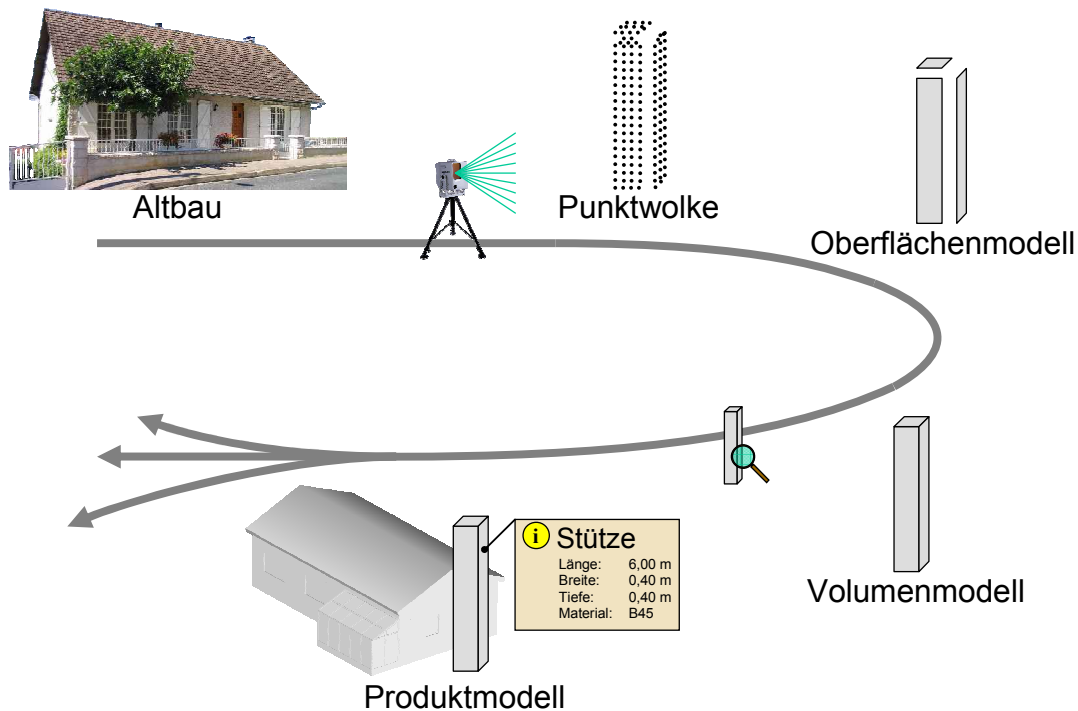 Altbau
Punktwolke
Oberflächenmodell
Volumenmodell
i Stütze
Länge: 6,00 m
Breite: 0,40 m
Tiefe: 0,40 m
Material: B45
Produktmodell